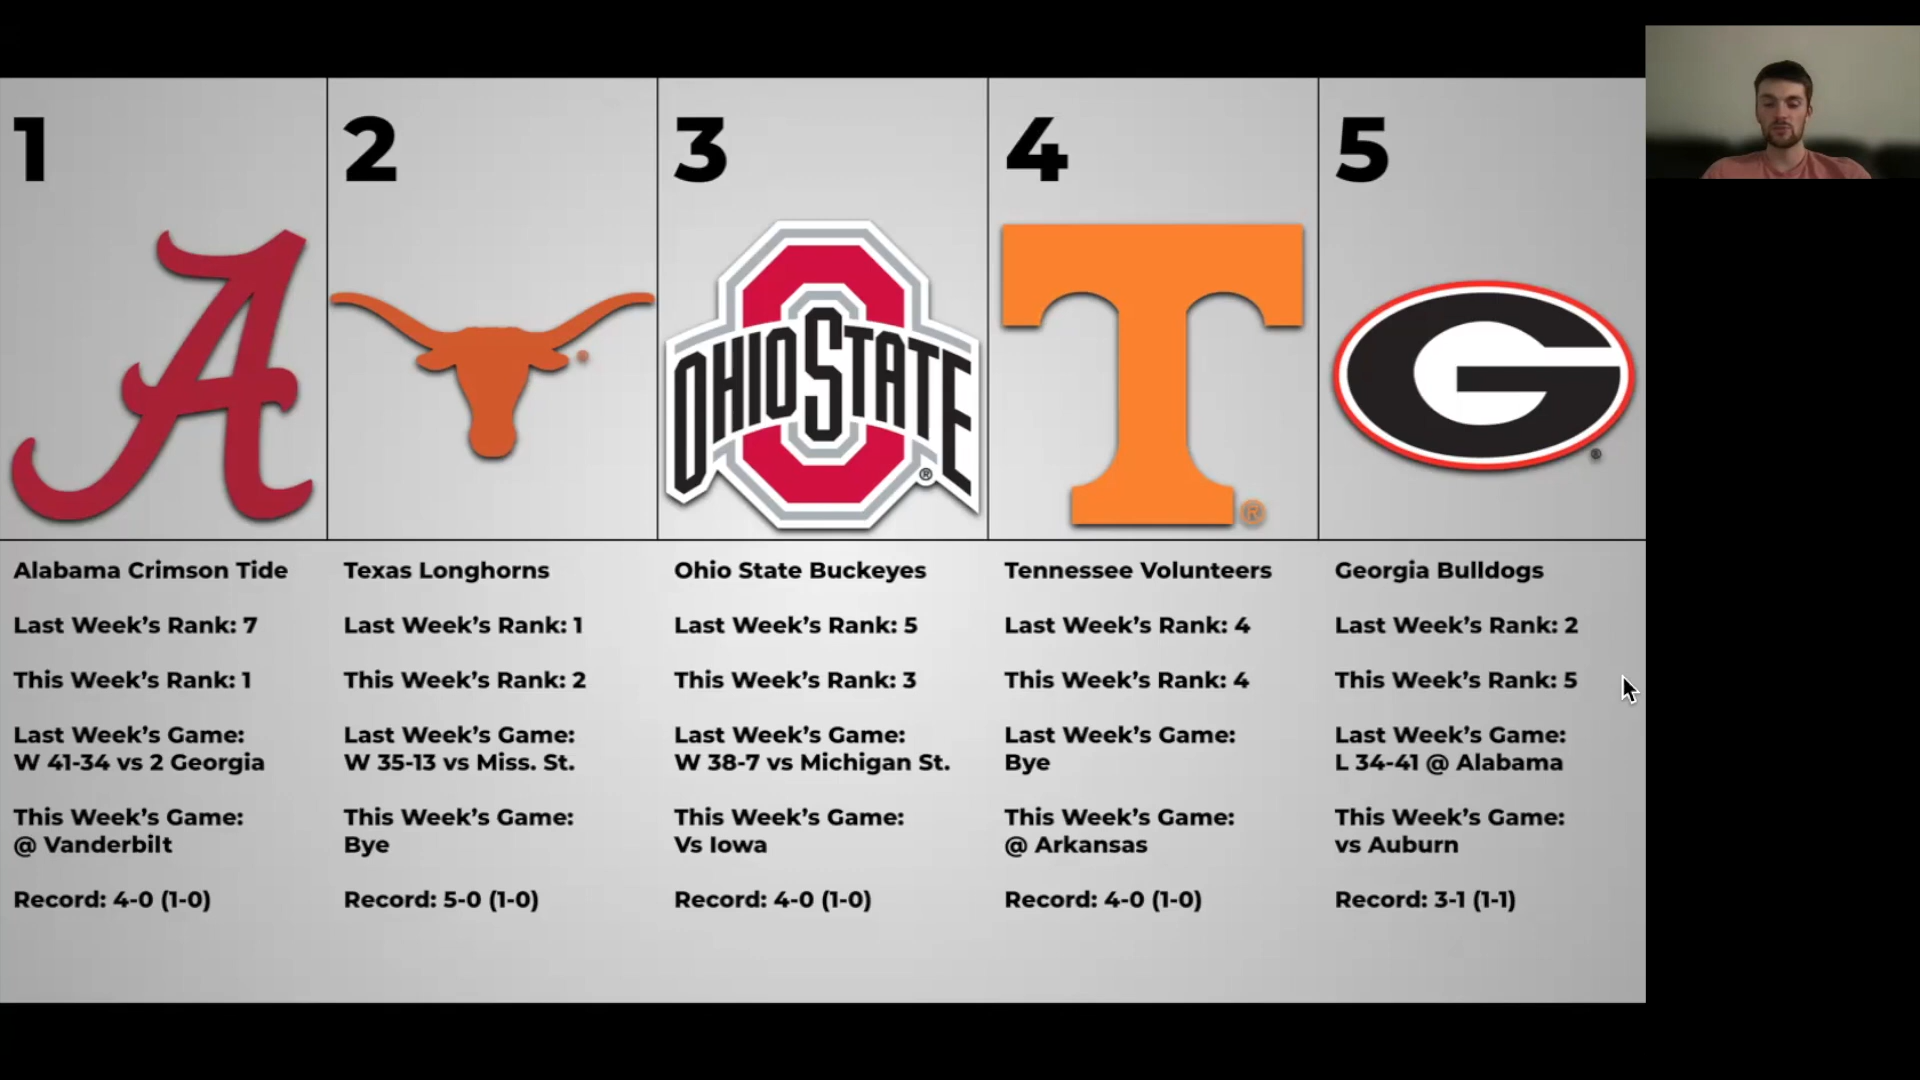 1
2
3
4
5
A
OHIO STATE
®
T
®
G
®
Alabama Crimson Tide
Last Week’s Rank: 7
This Week’s Rank: 1
Last Week’s Game:
W 41-34 vs 2 Georgia
This Week’s Game:
@ Vanderbilt
Record: 4-0 (1-0)
Texas Longhorns
Last Week’s Rank: 1
This Week’s Rank: 2
Last Week’s Game:
W 35-13 vs Miss. St.
This Week’s Game:
Bye
Record: 5-0 (1-0)
Ohio State Buckeyes
Last Week’s Rank: 5
This Week’s Rank: 3
Last Week’s Game:
W 38-7 vs Michigan St.
This Week’s Game:
Vs Iowa
Record: 4-0 (1-0)
Tennessee Volunteers
Last Week’s Rank: 4
This Week’s Rank: 4
Last Week’s Game:
Bye
This Week’s Game:
@ Arkansas
Record: 4-0 (1-0)
Georgia Bulldogs
Last Week’s Rank: 2
This Week’s Rank: 5
Last Week’s Game:
L 34-41 @ Alabama
This Week’s Game:
vs Auburn
Record: 3-1 (1-1)